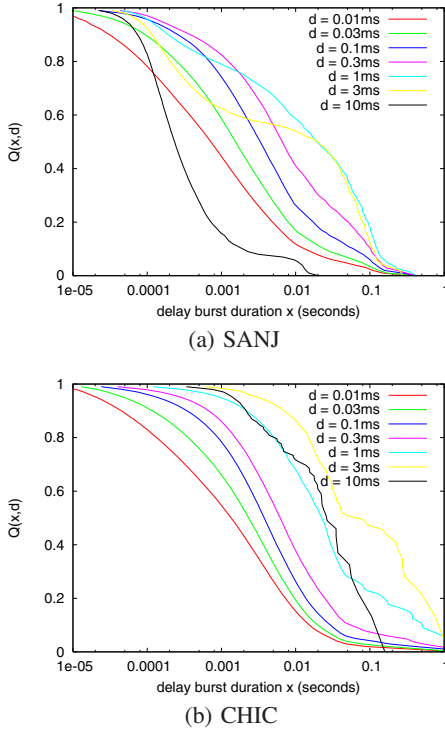 1
0.8
0.6
0.4
0.2
0
Q(x,d)
d = 0.01ms
d = 0.03ms
d = 0.1ms
d = 0.3ms
d = 1ms
d = 3ms
d = 10ms
1e-05 0.0001 0.001 0.01 0.1 1
delay burst duration x (seconds)
(a) SANJ
1
0.8
0.6
0.4
0.2
0
Q(x,d)
d = 0.01ms
d = 0.03ms
d = 0.1ms
d = 0.3ms
d = 1ms
d = 3ms
d = 10ms
1e-05 0.0001 0.001 0.01 0.1 1
delay burst duration x (seconds)
(b) CHIC